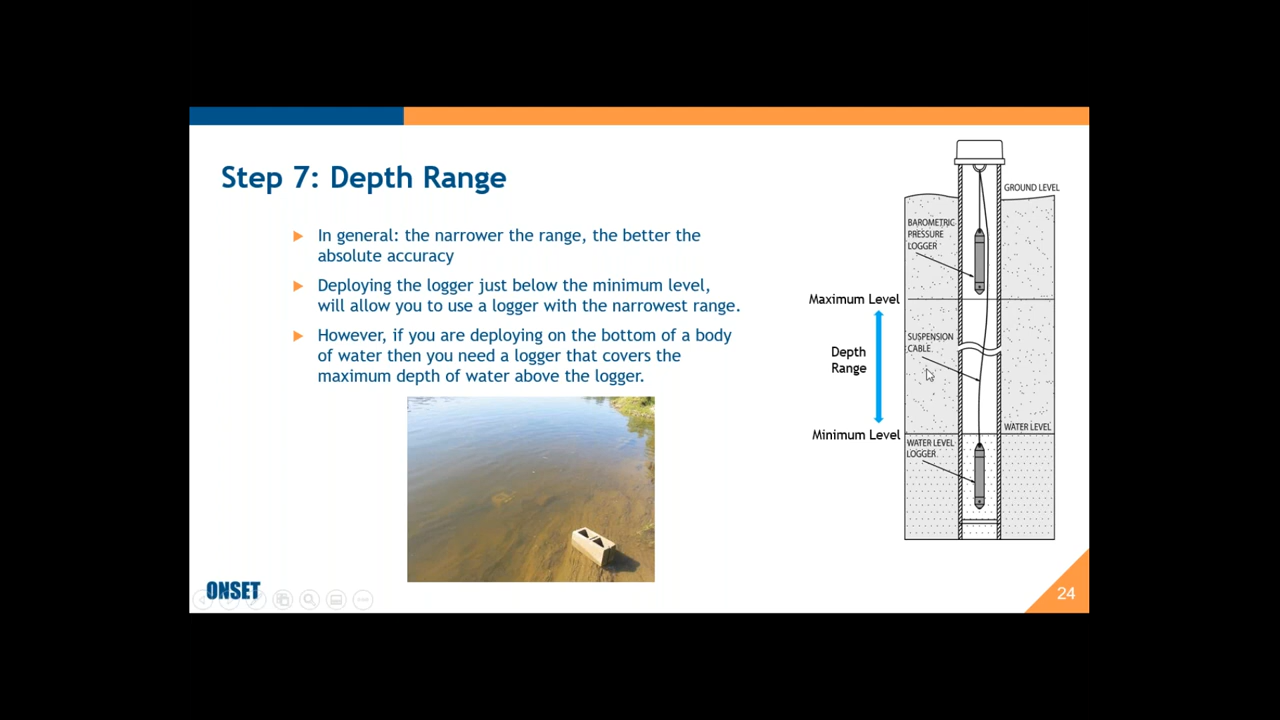 Step 7: Depth Range
In general: the narrower the range, the better the
absolute accuracy
Deploying the logger just below the minimum level,
will allow you to use a logger with the narrowest range.
However, if you are deploying on the bottom of a body
of water then you need a logger that covers the
maximum depth of water above the logger.
GROUND LEVEL
BAROMETRIC
PRESSURE
LOGGER
Maximum Level
SUSPENSION
CABLE
Depth
Range
Minimum Level
WATER LEVEL
WATER LEVEL
LOGGER
ONSET
24